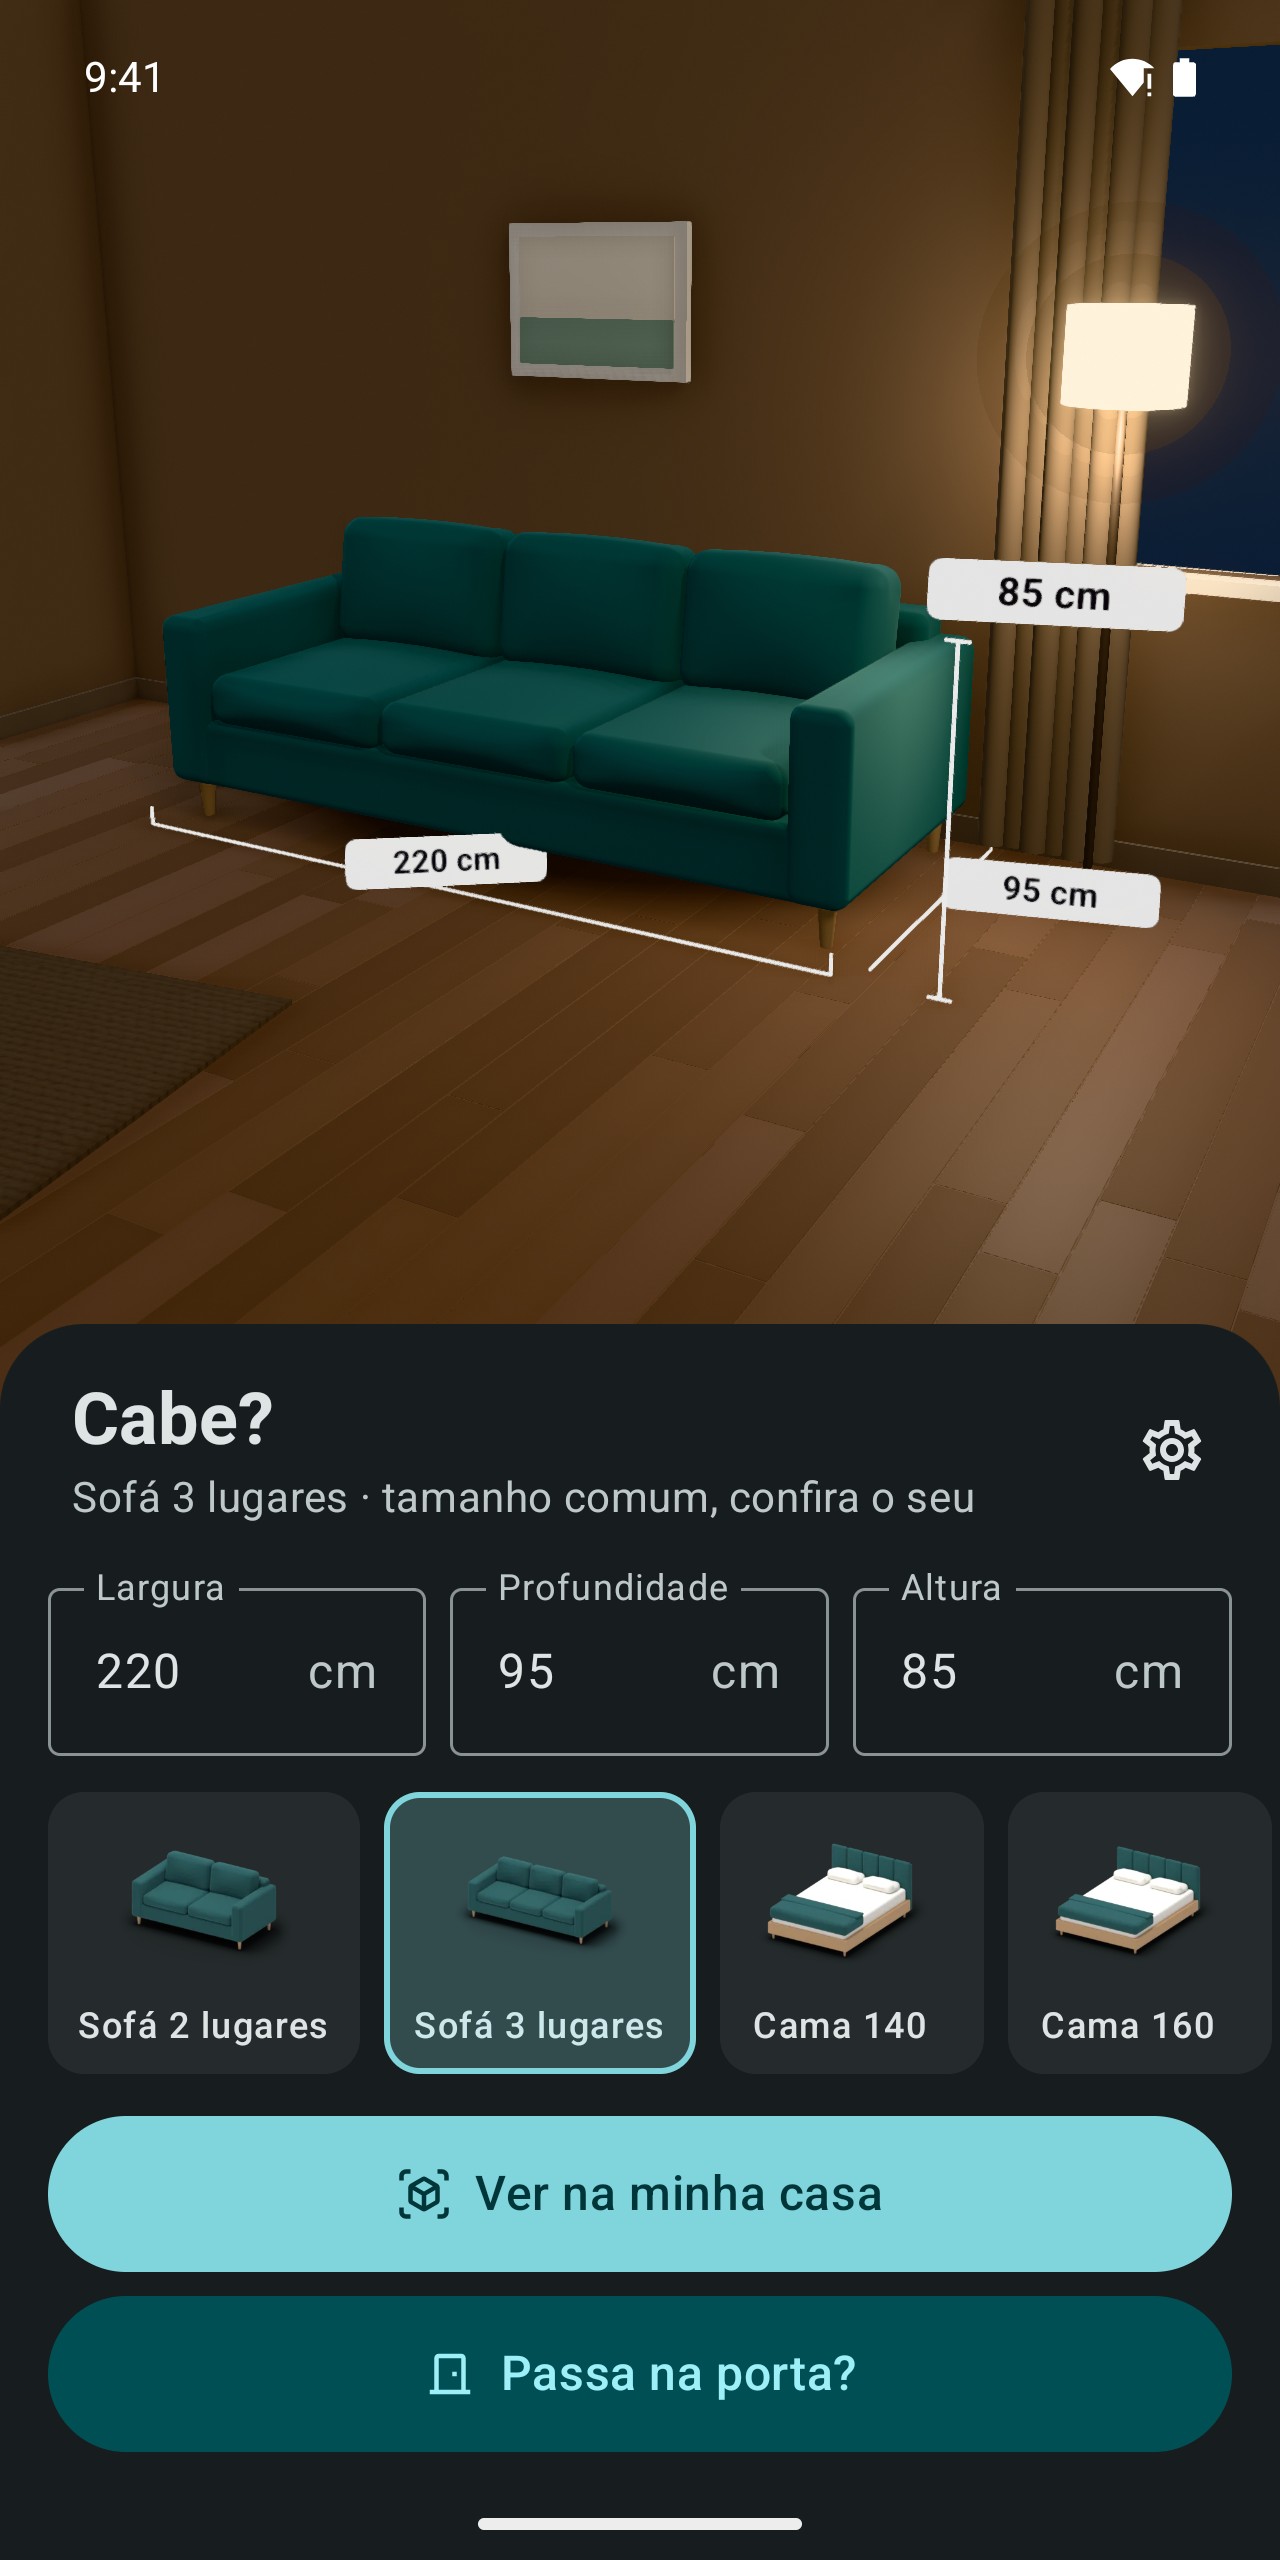 9:41
85 cm
220 cm
95 cm
Cabe?
Sofá 3 lugares · tamanho comum, confira o seu
Largura
Profundidade
Altura
220 cm
95 cm
85 cm
Sofá 2 lugares
Sofá 3 lugares
Cama 140
Cama 160
Ver na minha casa
Passa na porta?